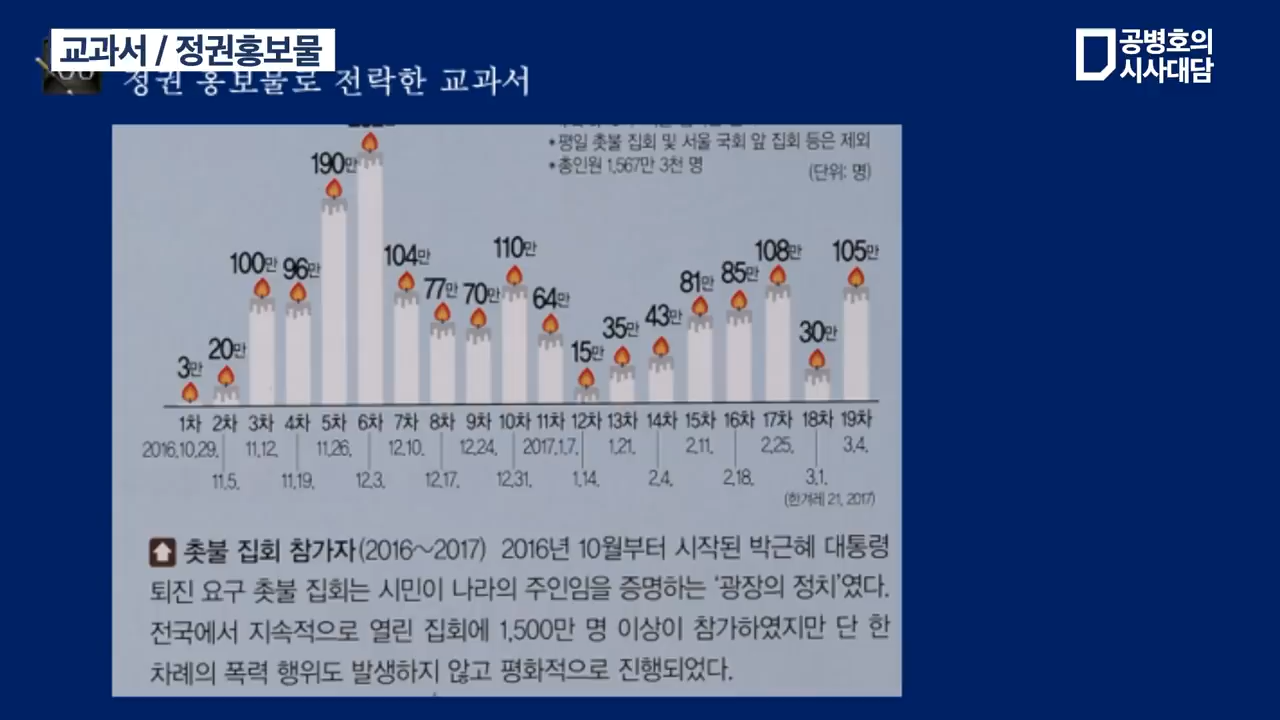 교과서 / 정권홍보물
공병호의
시사대담
정권 홍보물로 전락한 교과서
*평일 촛불 집회 및 서울 국회 앞 집회 등은 제외
*총인원 1,567만 3천 명
(단위: 명)
3만 20만 100만 96만 190만 104만 77만 70만 110만 64만 15만 35만 43만 81만 85만 108만 30만 105만
1차 2차 3차 4차 5차 6차 7차 8차 9차 10차 11차 12차 13차 14차 15차 16차 17차 18차 19차
2016.10.29. 11.12. 11.26. 12.10. 12.24. 2017.1.7. 1.21. 2.11. 2.25. 3.4.
11.5. 11.19. 12.3. 12.17. 12.31. 1.14. 2.4. 2.18. 3.1.
(한겨레 21, 2017)
촛불 집회 참가자(2016~2017) 2016년 10월부터 시작된 박근혜 대통령
퇴진 요구 촛불 집회는 시민이 나라의 주인임을 증명하는 '광장의 정치'였다.
전국에서 지속적으로 열린 집회에 1,500만 명 이상이 참가하였지만 단 한
차례의 폭력 행위도 발생하지 않고 평화적으로 진행되었다.